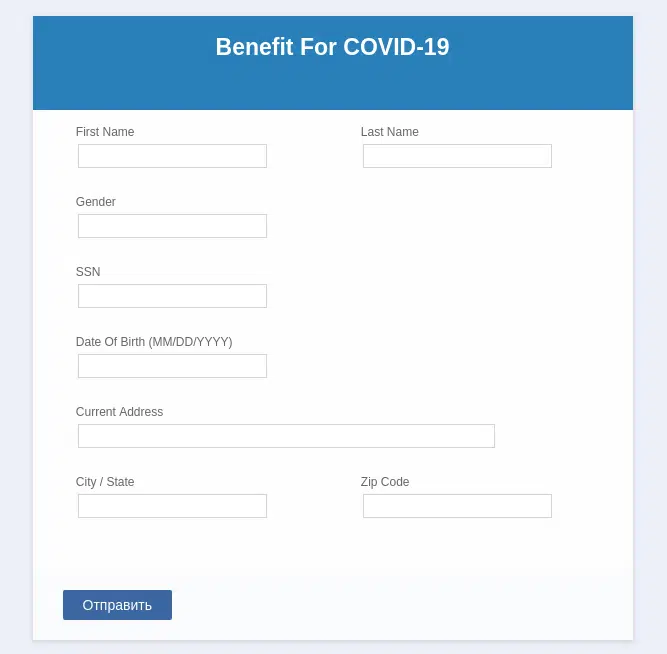 Benefit For COVID-19
First Name Last Name
Gender
SSN
Date Of Birth (MM/DD/YYYY)
Current Address
City / State Zip Code
Отправить